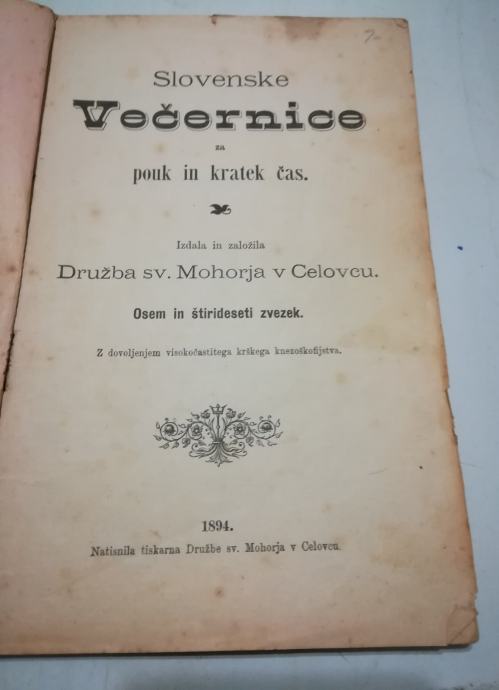 Slovenske
Večernice
za
pouk in kratek čas.
Izdala in založila
Družba sv. Mohorja v Celovcu.
Osem in štirideseti zvezek.
Z dovoljenjem visokočastitega krškega knezoškofijstva.
1894.
Natisnila tiskarna Družbe sv. Mohorja v Celovcu.